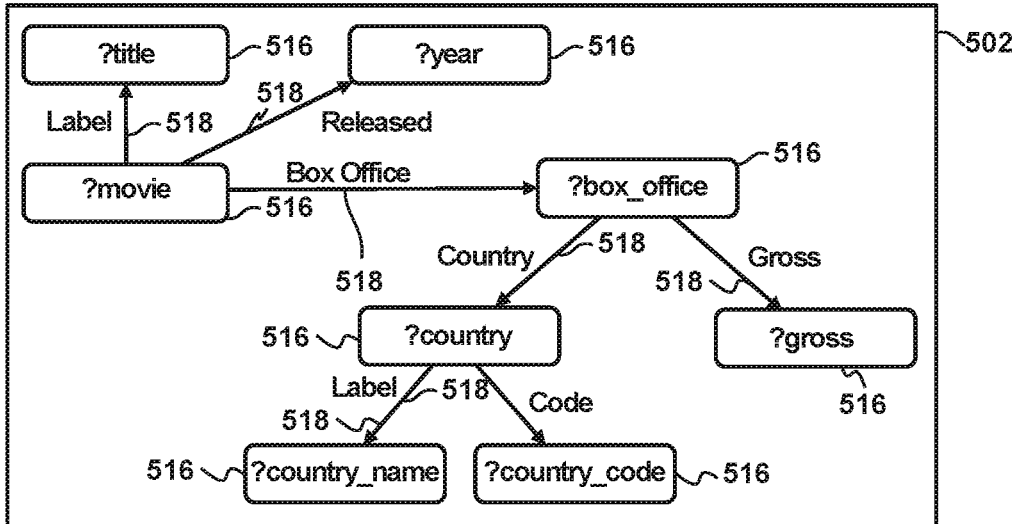 ?title
516
?year
516
502
Label
518
518
Released
?movie
516
Box Office
518
?box_office
516
Country
518
518
Gross
516
?country
?gross
516
Label
518
518
Code
516
?country_name
?country_code
516